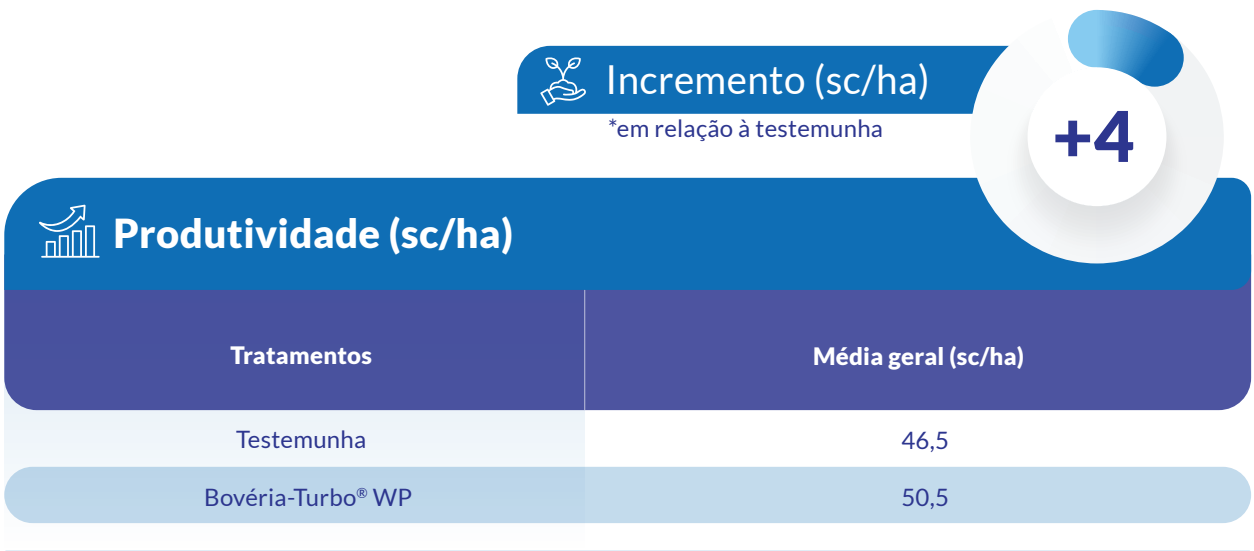 Incremento (sc/ha)
*em relação à testemunha
+4
Produtividade (sc/ha)
Tratamentos
Média geral (sc/ha)
Testemunha
46,5
Bovéria-Turbo® WP
50,5